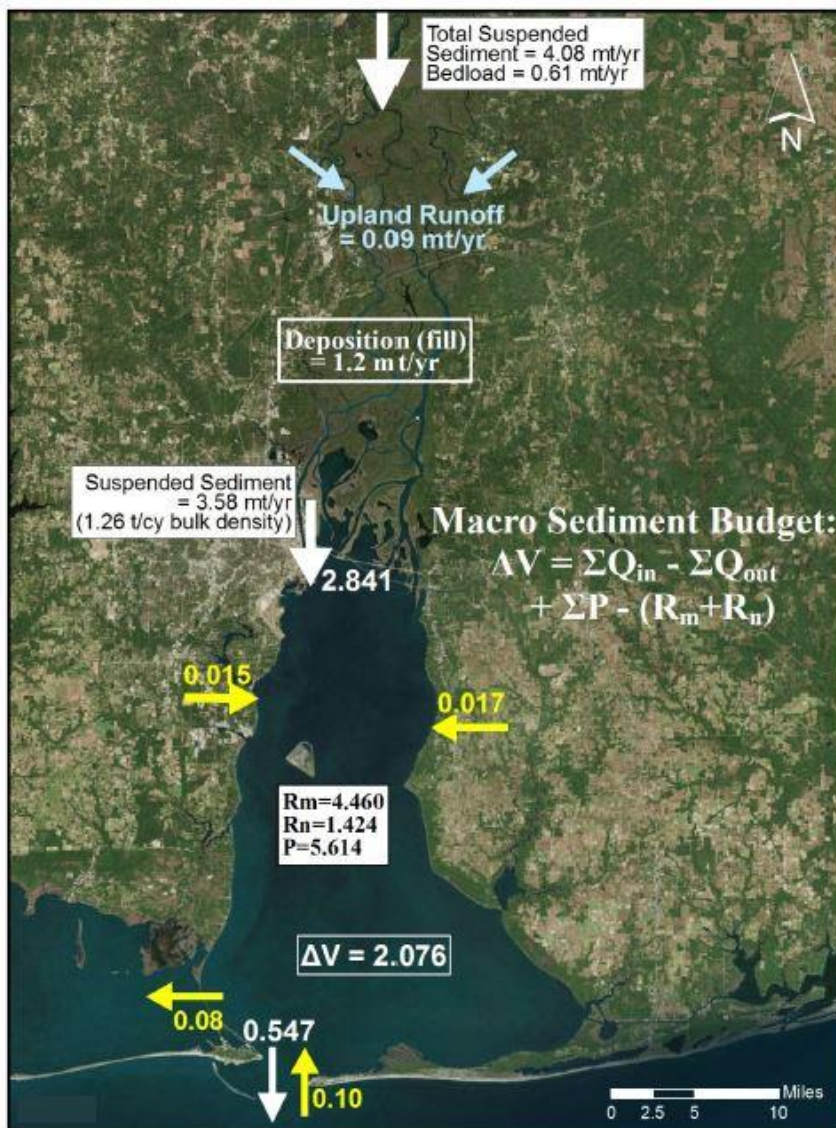 Total Suspended
Sediment = 4.08 mt/yr
Bedload = 0.61 mt/yr
N
Upland Runoff
= 0.09 mt/yr
Deposition (fill)
= 1.2 mt/yr
Suspended Sediment
= 3.58 mt/yr
(1.26 t/cy bulk density)
Macro Sediment Budget:
ΔV = ΣQin - ΣQout
+ ΣP - (Rm+Rn)
2.841
0.015
0.017
Rm=4.460
Rn=1.424
P=5.614
ΔV = 2.076
0.08
0.547
0.10
Miles
0 2.5 5 10